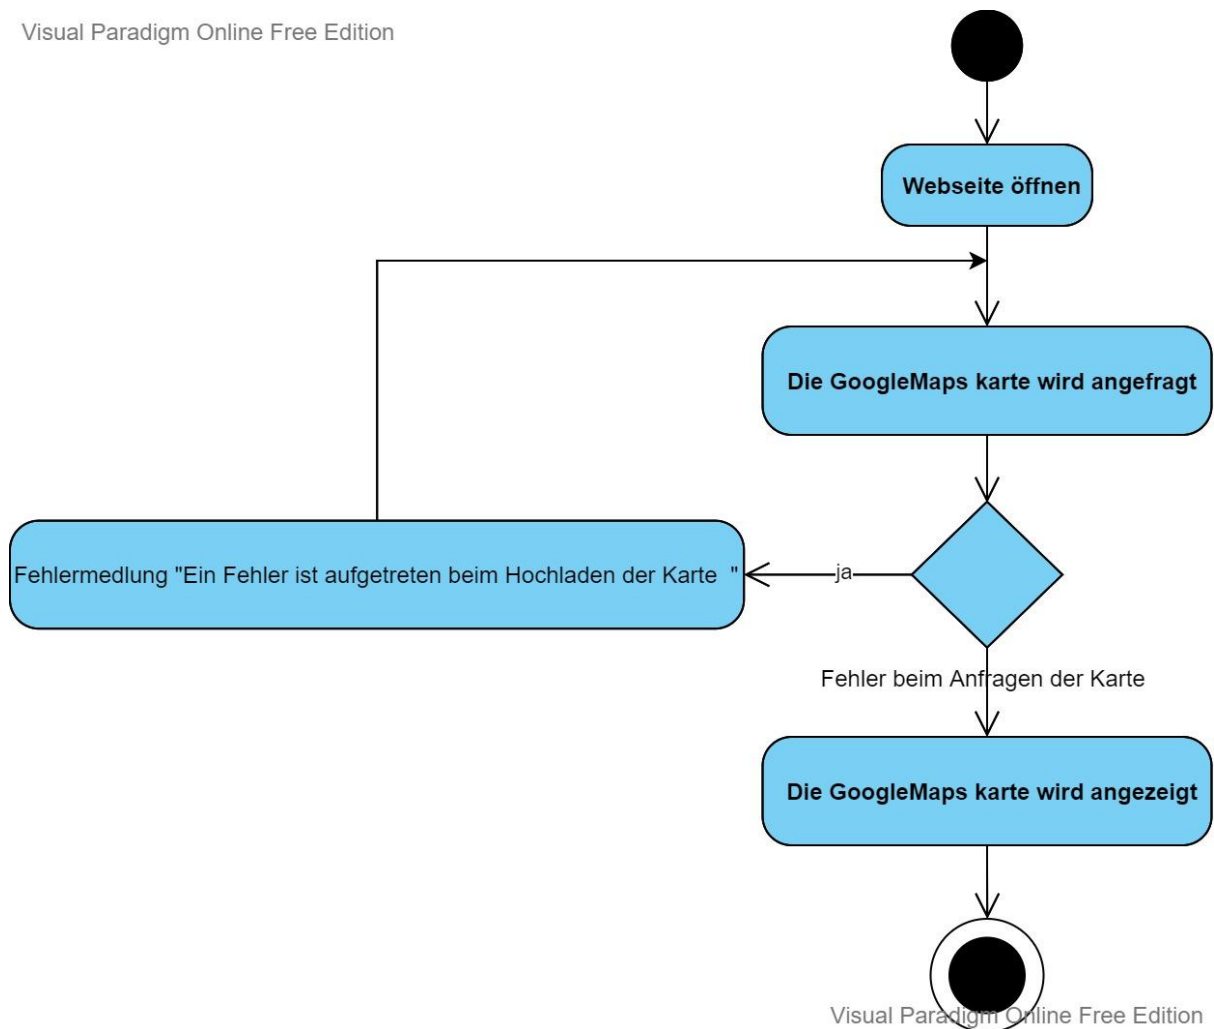 Visual Paradigm Online Free Edition
Webseite öffnen
Die GoogleMaps karte wird angefragt
Fehlermedlung "Ein Fehler ist aufgetreten beim Hochladen der Karte "
ja
Fehler beim Anfragen der Karte
Die GoogleMaps karte wird angezeigt
Visual Paradigm Online Free Edition